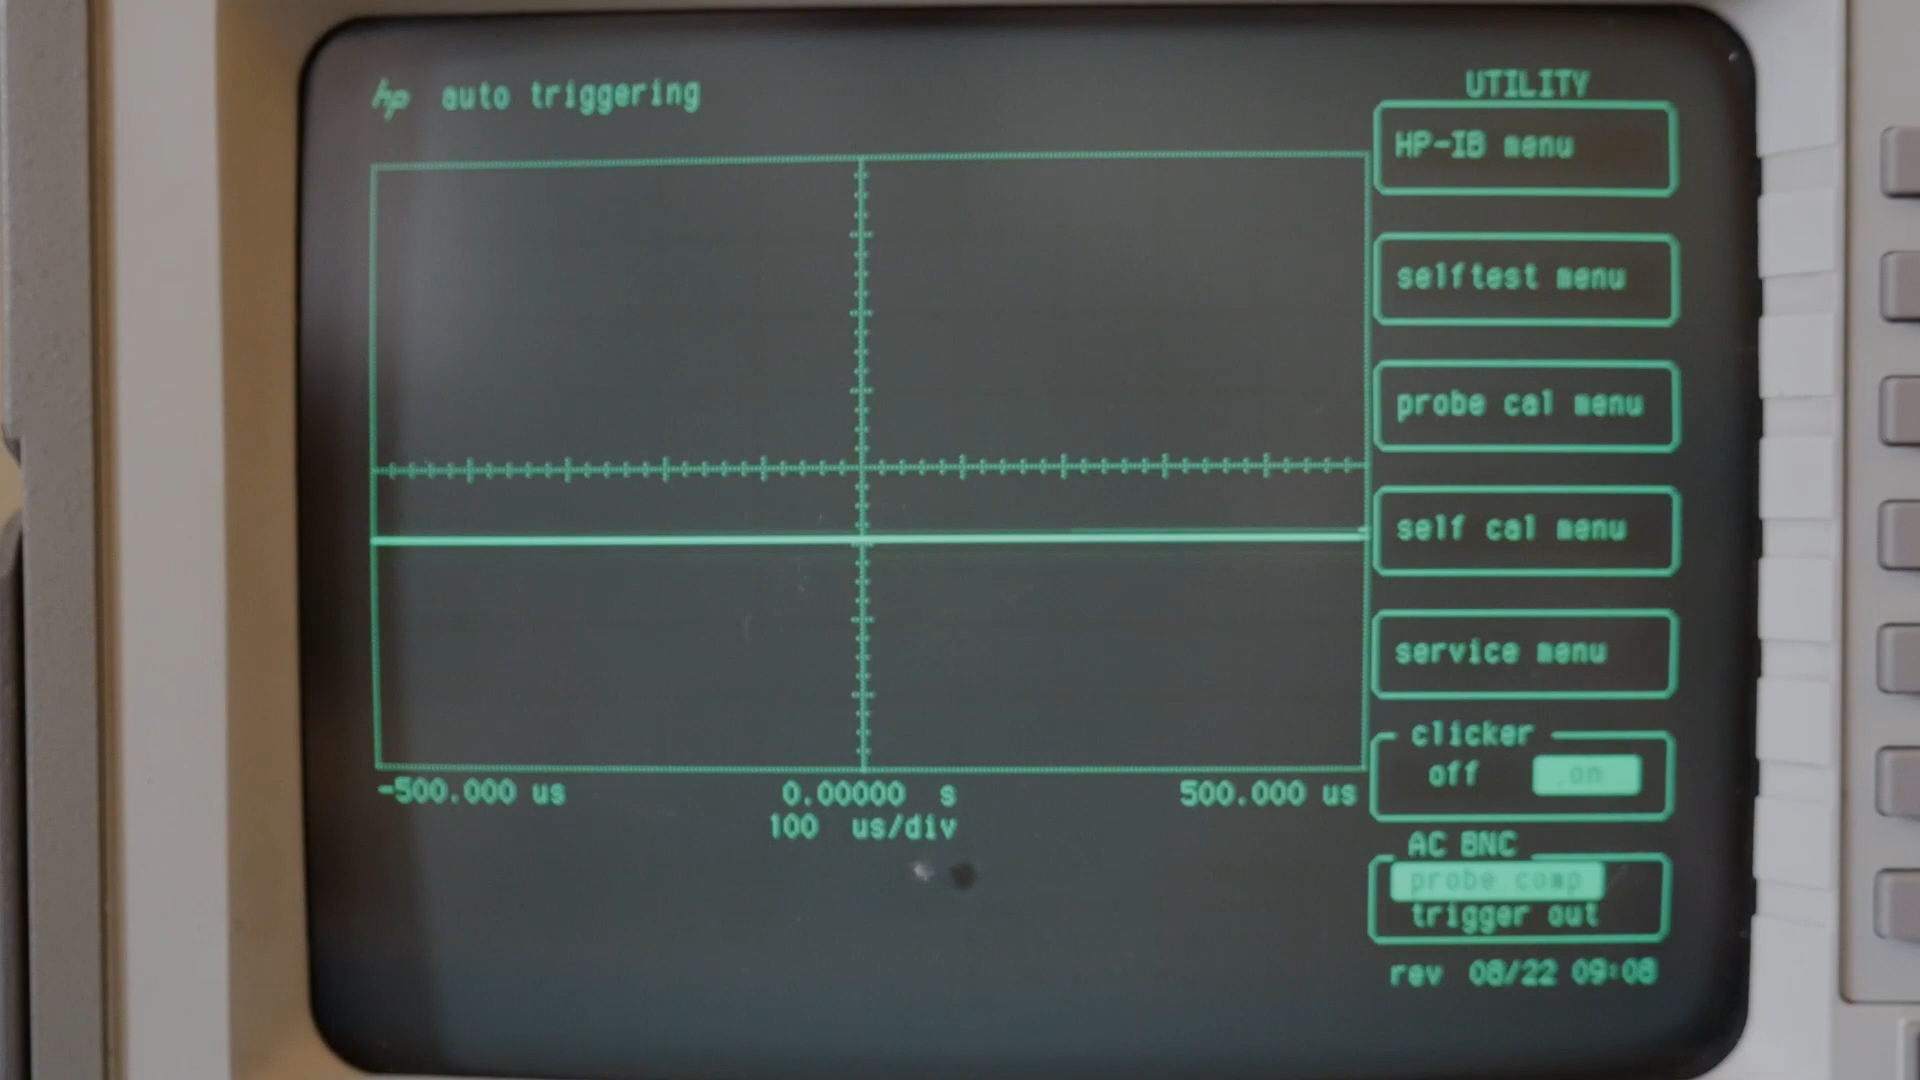 hp auto triggering
UTILITY
HP-IB menu
selftest menu
probe cal menu
self cal menu
service menu
clicker
off on
AC BNC
probe comp
trigger out
rev 08/22 09:08
-500.000 us 0.00000 s 500.000 us
100 us/div